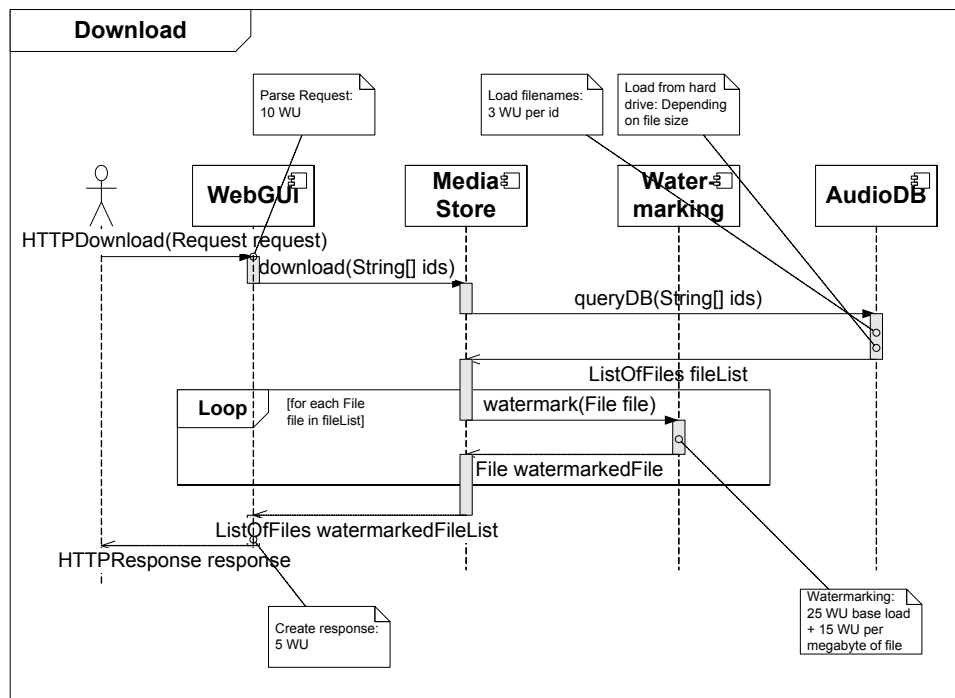 Download
Parse Request:
10 WU
Load filenames:
3 WU per id
Load from hard
drive: Depending
on file size
WebGUI
Media
Store
Water-
marking
AudioDB
HTTPDownload(Request request)
download(String[] ids)
queryDB(String[] ids)
ListOfFiles fileList
Loop
[for each File
file in fileList]
watermark(File file)
File watermarkedFile
ListOfFiles watermarkedFileList
HTTPResponse response
Create response:
5 WU
Watermarking:
25 WU base load
+ 15 WU per
megabyte of file